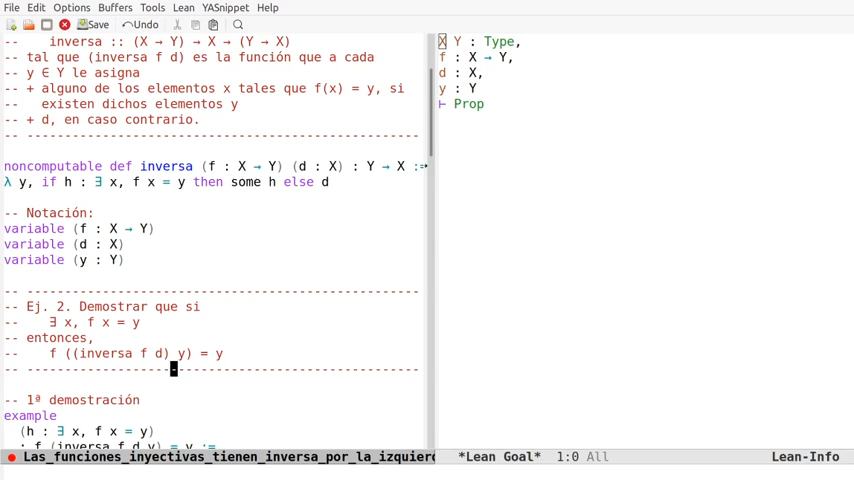 File Edit Options Buffers Tools Lean YASnippet Help
Save Undo
--    inversa :: (X → Y) → X → (Y → X)
-- tal que (inversa f d) es la función que a cada
-- y ∈ Y le asigna
-- + alguno de los elementos x tales que f(x) = y, si
--   existen dichos elementos y
-- + d, en caso contrario.
-- ----------------------------------------------------
noncomputable def inversa (f : X → Y) (d : X) : Y → X :=
λ y, if h : ∃ x, f x = y then some h else d
-- Notación:
variable (f : X → Y)
variable (d : X)
variable (y : Y)
-- ----------------------------------------------------
-- Ej. 2. Demostrar que si
--    ∃ x, f x = y
-- entonces,
--    f ((inversa f d) y) = y
-- ----------------------------------------------------
-- 1ª demostración
example
  (h : ∃ x, f x = y)
  : f (inversa f d y) = y :=
Las_funciones_inyectivas_tienen_inversa_por_la_izquierd
X Y : Type,
f : X → Y,
d : X,
y : Y
⊢ Prop
*Lean Goal* 1:0 All Lean-Info